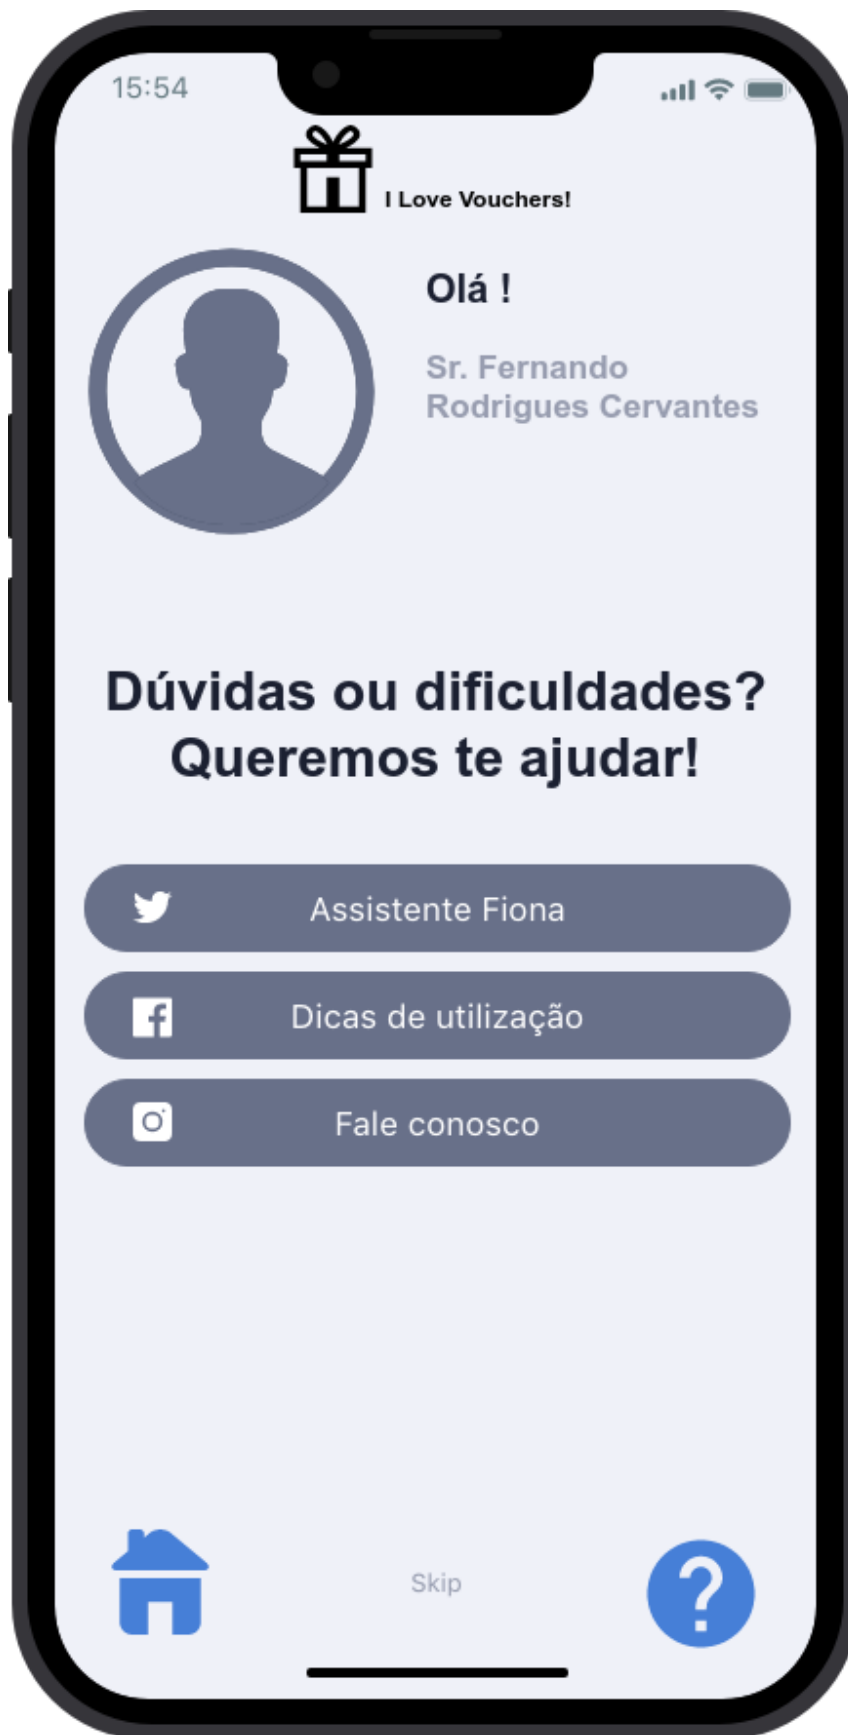 15:54
I Love Vouchers!
Olá !
Sr. Fernando
Rodrigues Cervantes
Dúvidas ou dificuldades?
Queremos te ajudar!
Assistente Fiona
Dicas de utilização
Fale conosco
Skip